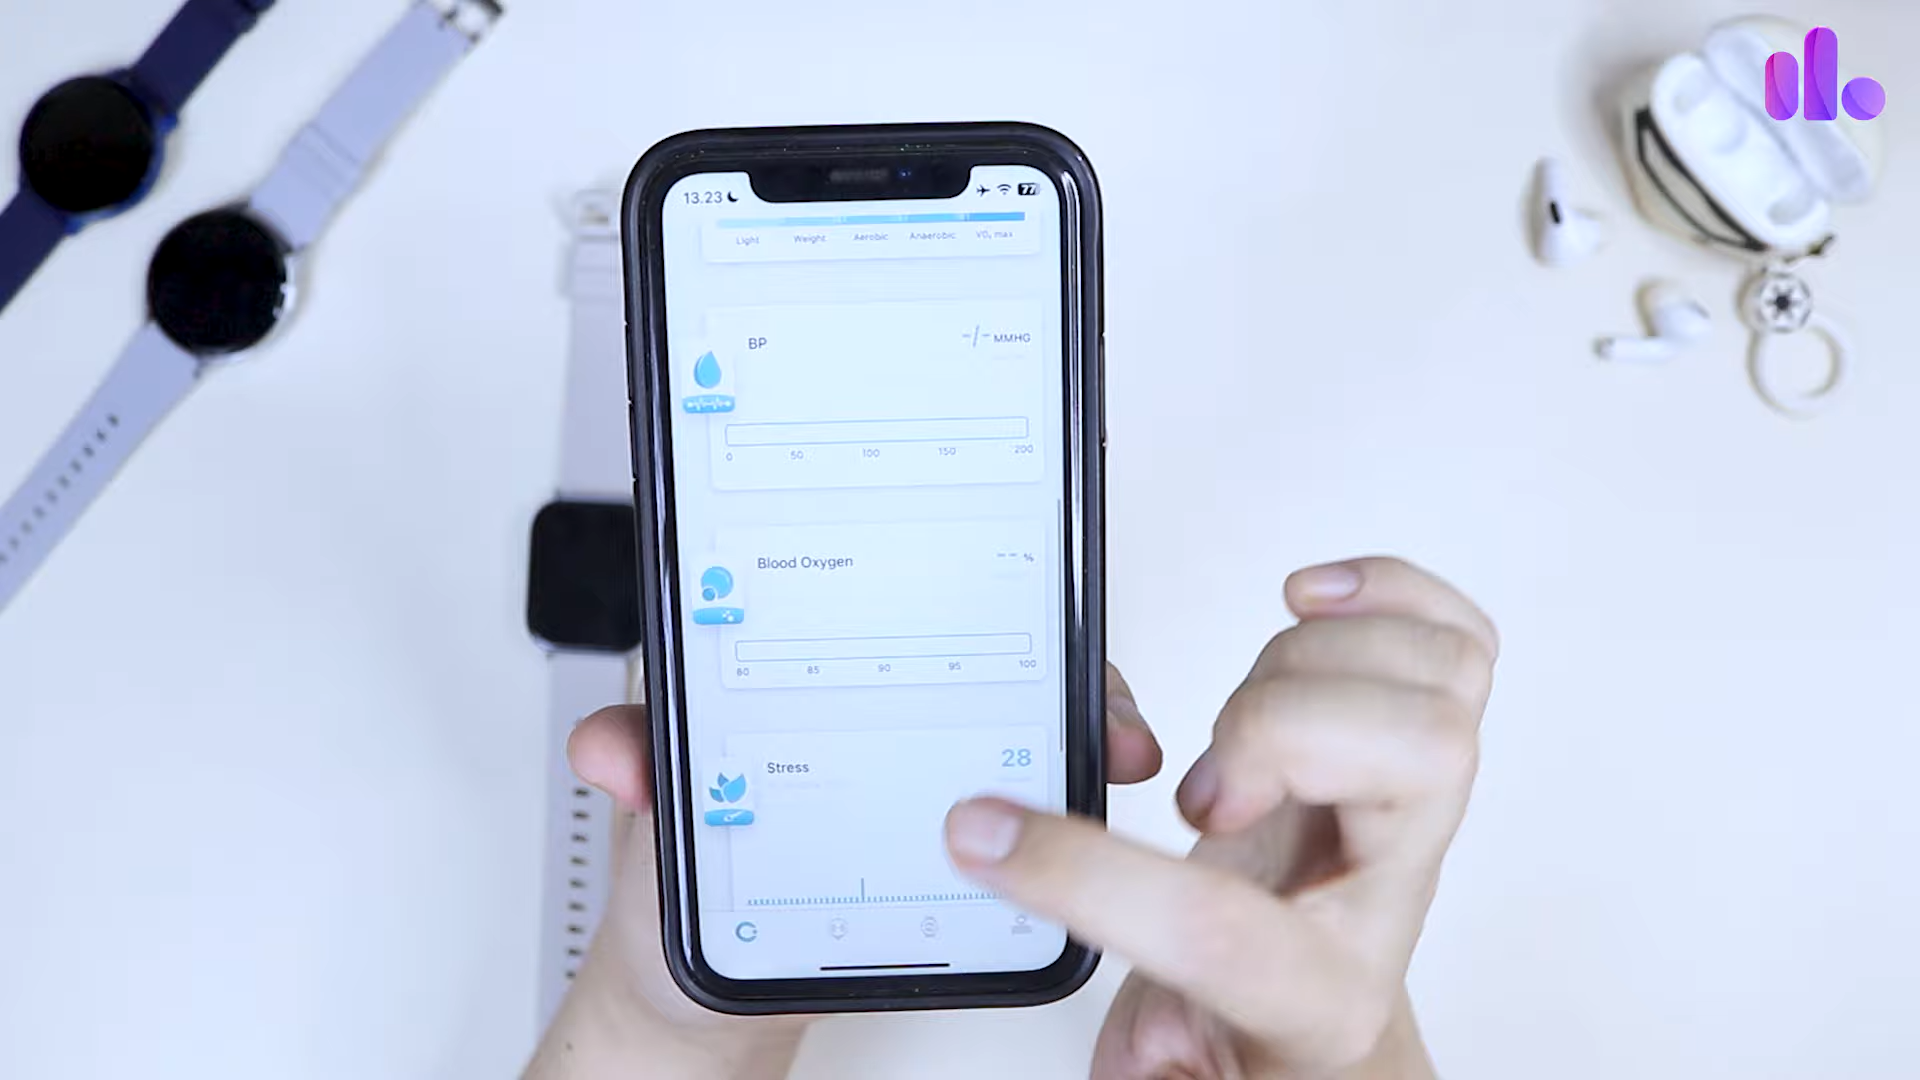 13.23
77
Light Weight Aerobic Anaerobic VO₂ max
BP
-/- MMHG
0 50 100 150 200
Blood Oxygen
-- %
80 85 90 95 100
Stress
28